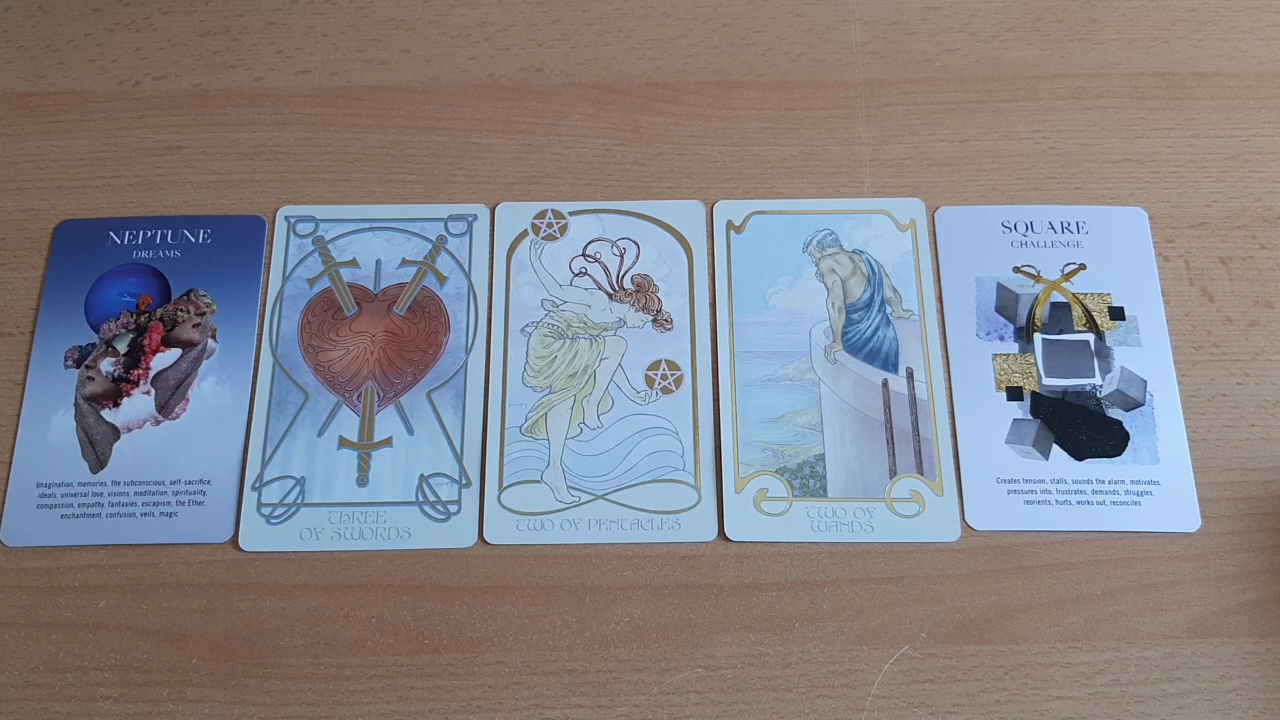 NEPTUNE
DREAMS
Imagination, memories, the subconscious, self-sacrifice,
ideals, universal love, visions, meditation, spirituality,
compassion, empathy, fantasies, escapism, the Ether,
enchantment, confusion, veils, magic
THREE
OF SWORDS
TWO OF PENTACLES
TWO OF
WANDS
SQUARE
CHALLENGE
Creates tension, stalls, sounds the alarm, motivates,
pressures into, frustrates, demands, struggles,
reorients, hurts, works out, reconciles